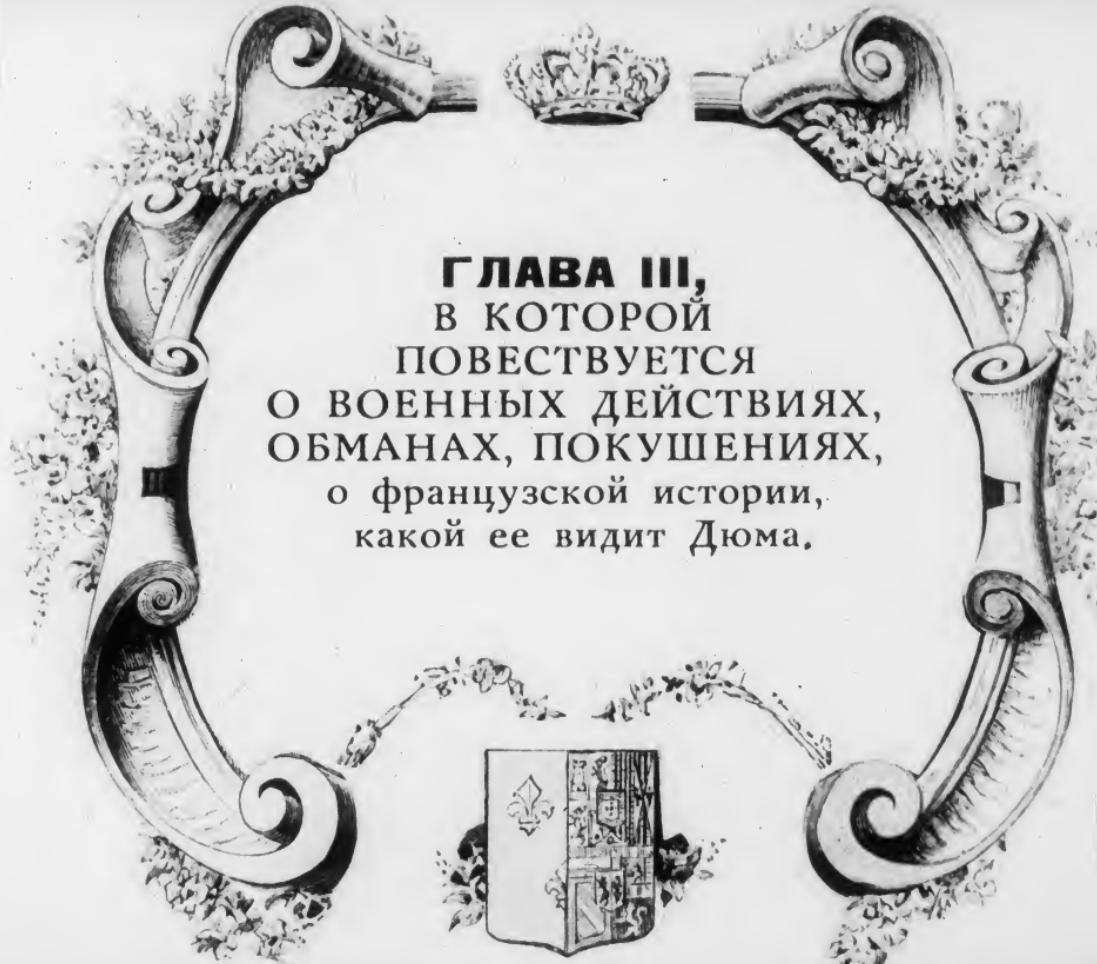 ГЛАВА III,
В КОТОРОЙ
ПОВЕСТВУЕТСЯ
О ВОЕННЫХ ДЕЙСТВИЯХ,
ОБМАНАХ, ПОКУШЕНИЯХ,
о французской истории,
какой ее видит Дюма.